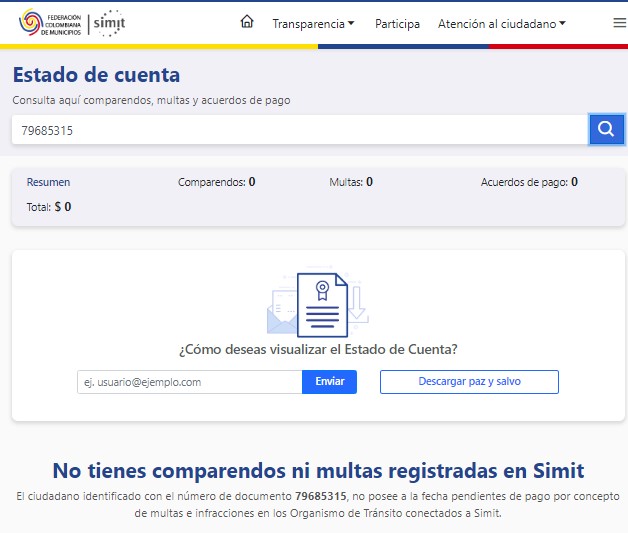 FEDERACIÓN
COLOMBIANA
DE MUNICIPIOS
simit
Transparencia Participa Atención al ciudadano
Estado de cuenta
Consulta aquí comparendos, multas y acuerdos de pago
79685315
Resumen Comparendos: 0 Multas: 0 Acuerdos de pago: 0
Total: $ 0
¿Cómo deseas visualizar el Estado de Cuenta?
ej. usuario@ejemplo.com Enviar Descargar paz y salvo
No tienes comparendos ni multas registradas en Simit
El ciudadano identificado con el número de documento 79685315, no posee a la fecha pendientes de pago por concepto
de multas e infracciones en los Organismo de Tránsito conectados a Simit.